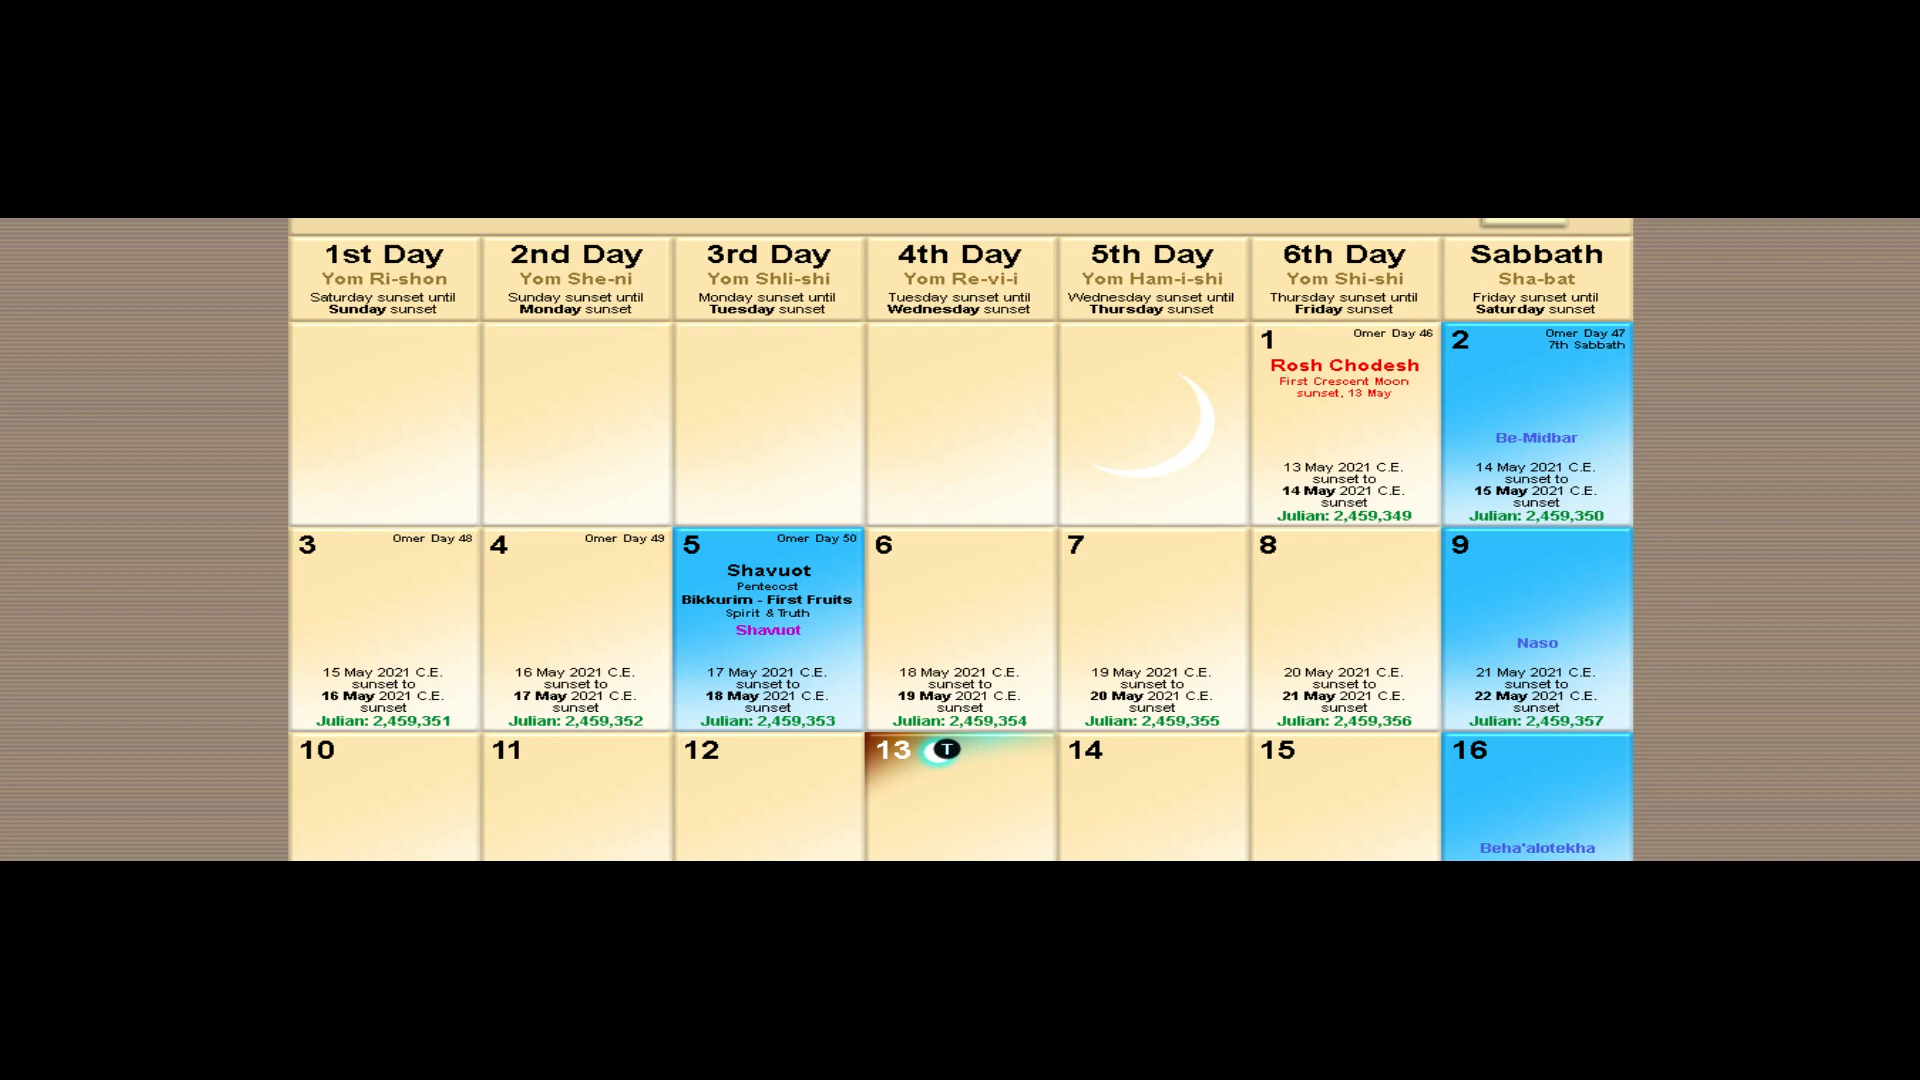 1st Day
Yom Ri-shon
Saturday sunset until
Sunday sunset
2nd Day
Yom She-ni
Sunday sunset until
Monday sunset
3rd Day
Yom Shli-shi
Monday sunset until
Tuesday sunset
4th Day
Yom Re-vi-i
Tuesday sunset until
Wednesday sunset
5th Day
Yom Ham-i-shi
Wednesday sunset until
Thursday sunset
6th Day
Yom Shi-shi
Thursday sunset until
Friday sunset
Sabbath
Sha-bat
Friday sunset until
Saturday sunset
1 Omer Day 46
Rosh Chodesh
First Crescent Moon
sunset, 13 May
13 May 2021 C.E.
sunset to
14 May 2021 C.E.
sunset
Julian: 2,459,349
2 Omer Day 47
7th Sabbath
Be-Midbar
14 May 2021 C.E.
sunset to
15 May 2021 C.E.
sunset
Julian: 2,459,350
3 Omer Day 48
15 May 2021 C.E.
sunset to
16 May 2021 C.E.
sunset
Julian: 2,459,351
4 Omer Day 49
16 May 2021 C.E.
sunset to
17 May 2021 C.E.
sunset
Julian: 2,459,352
5 Omer Day 50
Shavuot
Pentecost
Bikkurim - First Fruits
Spirit & Truth
Shavuot
17 May 2021 C.E.
sunset to
18 May 2021 C.E.
sunset
Julian: 2,459,353
6
18 May 2021 C.E.
sunset to
19 May 2021 C.E.
sunset
Julian: 2,459,354
7
19 May 2021 C.E.
sunset to
20 May 2021 C.E.
sunset
Julian: 2,459,355
8
20 May 2021 C.E.
sunset to
21 May 2021 C.E.
sunset
Julian: 2,459,356
9
Naso
21 May 2021 C.E.
sunset to
22 May 2021 C.E.
sunset
Julian: 2,459,357
10
11
12
13 T
14
15
16
Beha'alotekha